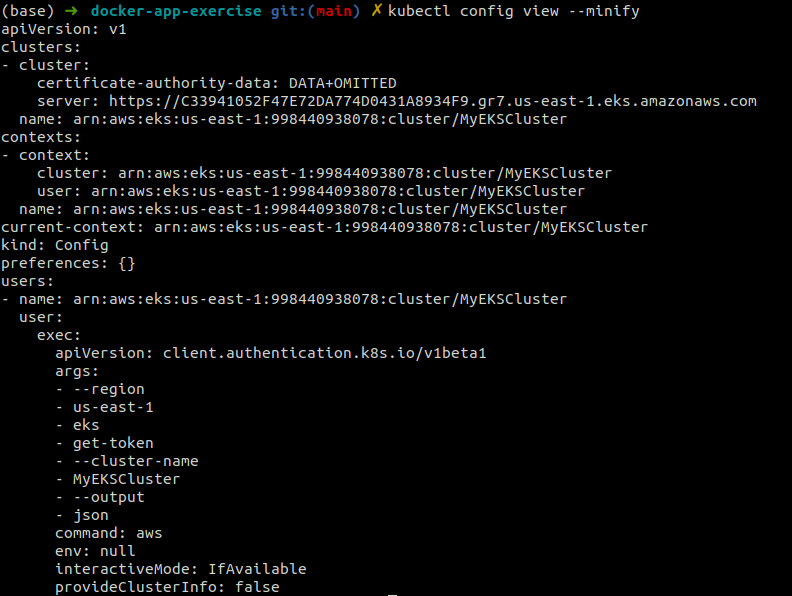 (base) → docker-app-exercise git:(main) ✗ kubectl config view --minify
apiVersion: v1
clusters:
- cluster:
    certificate-authority-data: DATA+OMITTED
    server: https://C33941052F47E72DA774D0431A8934F9.gr7.us-east-1.eks.amazonaws.com
  name: arn:aws:eks:us-east-1:998440938078:cluster/MyEKSCluster
contexts:
- context:
    cluster: arn:aws:eks:us-east-1:998440938078:cluster/MyEKSCluster
    user: arn:aws:eks:us-east-1:998440938078:cluster/MyEKSCluster
  name: arn:aws:eks:us-east-1:998440938078:cluster/MyEKSCluster
current-context: arn:aws:eks:us-east-1:998440938078:cluster/MyEKSCluster
kind: Config
preferences: {}
users:
- name: arn:aws:eks:us-east-1:998440938078:cluster/MyEKSCluster
  user:
    exec:
      apiVersion: client.authentication.k8s.io/v1beta1
      args:
      - --region
      - us-east-1
      - eks
      - get-token
      - --cluster-name
      - MyEKSCluster
      - --output
      - json
      command: aws
      env: null
      interactiveMode: IfAvailable
      provideClusterInfo: false